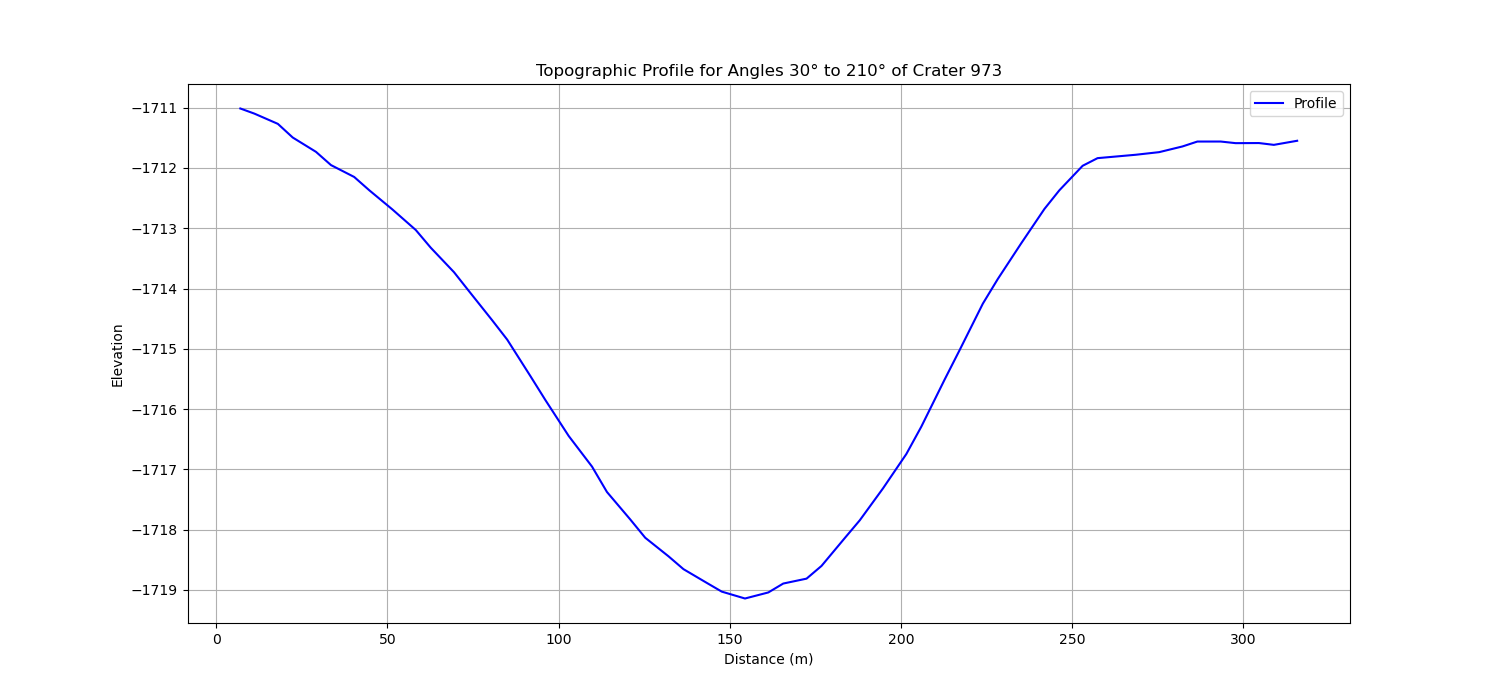 Topographic Profile for Angles 30° to 210° of Crater 973
Profile
−1711
−1712
−1713
−1714
−1715
−1716
−1717
−1718
−1719
Elevation
0 50 100 150 200 250 300
Distance (m)